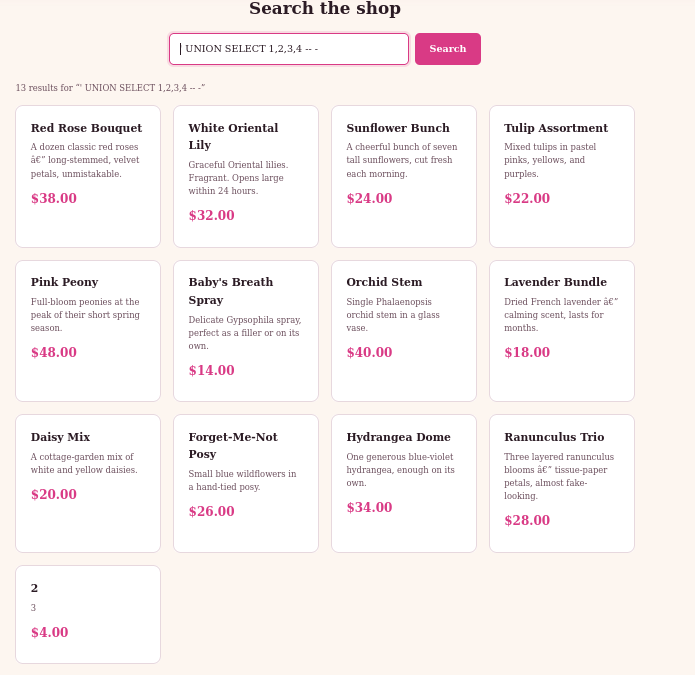 Search the shop
' UNION SELECT 1,2,3,4 -- -
Search
13 results for “' UNION SELECT 1,2,3,4 -- -”
Red Rose Bouquet
A dozen classic red roses
â€” long-stemmed, velvet
petals, unmistakable.
$38.00
White Oriental
Lily
Graceful Oriental lilies.
Fragrant. Opens large
within 24 hours.
$32.00
Sunflower Bunch
A cheerful bunch of seven
tall sunflowers, cut fresh
each morning.
$24.00
Tulip Assortment
Mixed tulips in pastel
pinks, yellows, and
purples.
$22.00
Pink Peony
Full-bloom peonies at the
peak of their short spring
season.
$48.00
Baby's Breath
Spray
Delicate Gypsophila spray,
perfect as a filler or on its
own.
$14.00
Orchid Stem
Single Phalaenopsis
orchid stem in a glass
vase.
$40.00
Lavender Bundle
Dried French lavender â€”
calming scent, lasts for
months.
$18.00
Daisy Mix
A cottage-garden mix of
white and yellow daisies.
$20.00
Forget-Me-Not
Posy
Small blue wildflowers in
a hand-tied posy.
$26.00
Hydrangea Dome
One generous blue-violet
hydrangea, enough on its
own.
$34.00
Ranunculus Trio
Three layered ranunculus
blooms â€” tissue-paper
petals, almost fake-
looking.
$28.00
2
3
$4.00